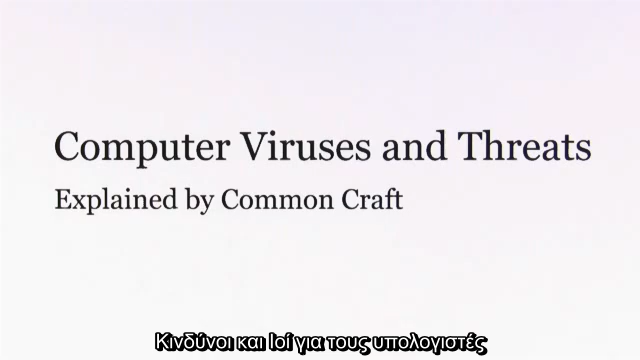 Computer Viruses and Threats
Explained by Common Craft
Κινδύνοι και Ιοί για τους υπολογιστές